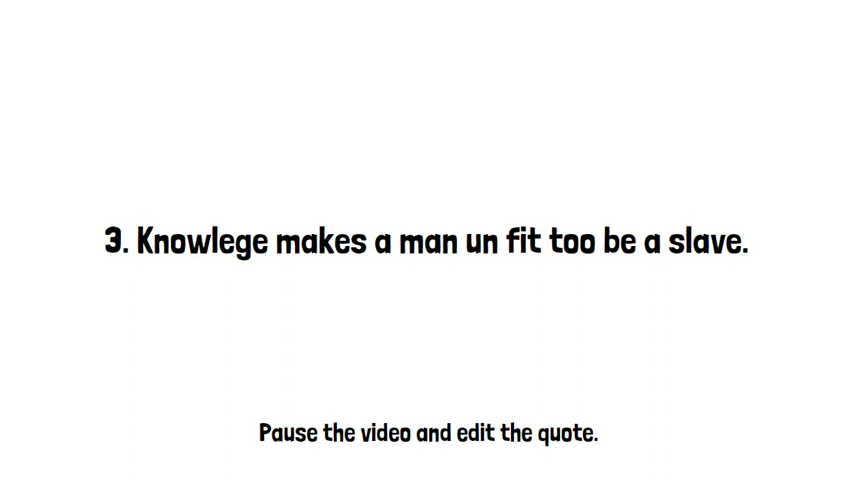 3. Knowlege makes a man un fit too be a slave.
Pause the video and edit the quote.